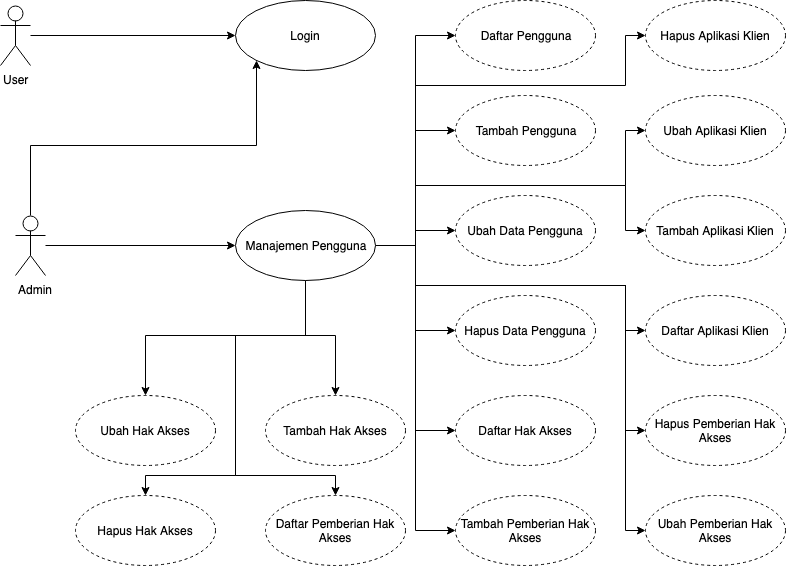 Login
Daftar Pengguna
Hapus Aplikasi Klien
User
Tambah Pengguna
Ubah Aplikasi Klien
Ubah Data Pengguna
Tambah Aplikasi Klien
Manajemen Pengguna
Admin
Hapus Data Pengguna
Daftar Aplikasi Klien
Ubah Hak Akses
Tambah Hak Akses
Daftar Hak Akses
Hapus Pemberian Hak
Akses
Hapus Hak Akses
Daftar Pemberian Hak
Akses
Tambah Pemberian Hak
Akses
Ubah Pemberian Hak
Akses